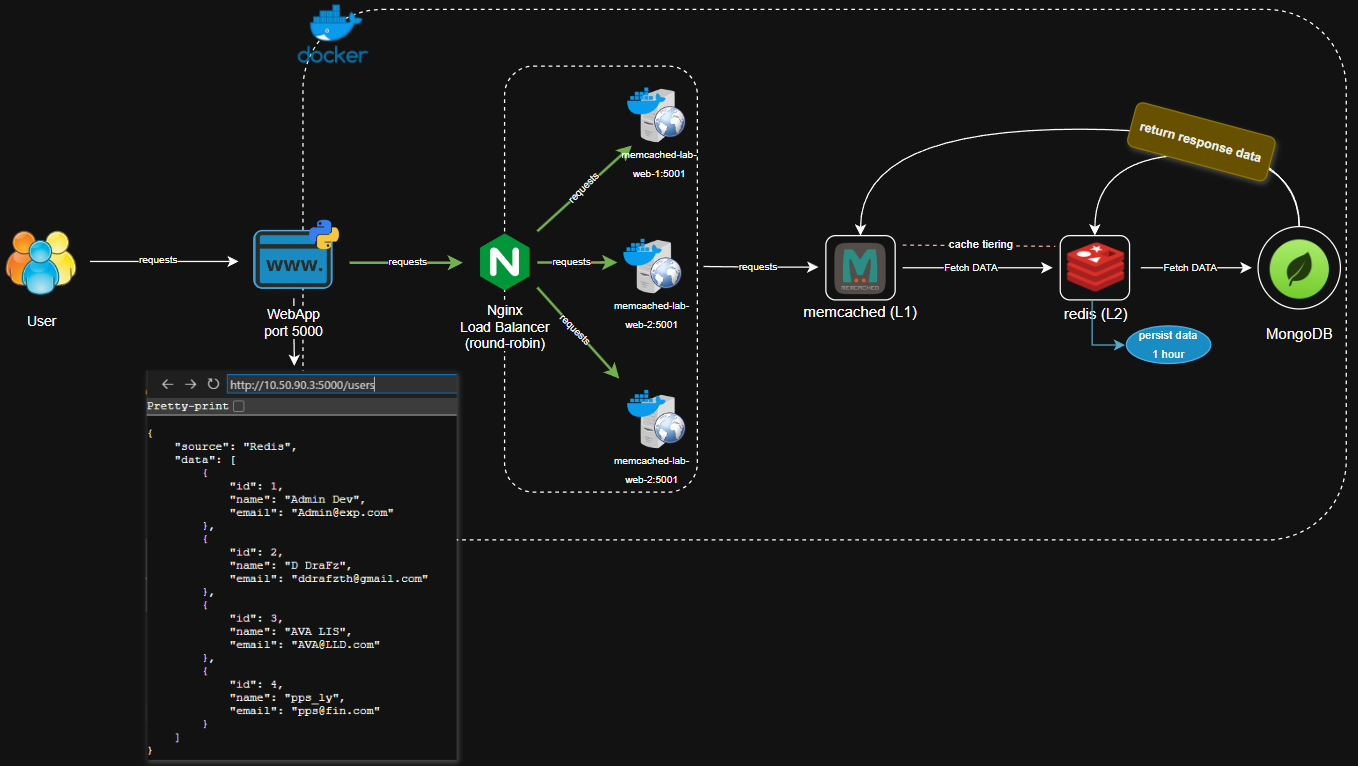 docker
User
requests
WWW.
WebApp
port 5000
requests
Nginx
Load Balancer
(round-robin)
requests
requests
requests
memcached-lab-
web-1:5001
memcached-lab-
web-2:5001
memcached-lab-
web-2:5001
requests
MEMCACHED
memcached (L1)
cache tiering
Fetch DATA
redis (L2)
persist data
1 hour
Fetch DATA
return response data
MongoDB
http://10.50.90.3:5000/users
Pretty-print
{
"source": "Redis",
"data": [
{
"id": 1,
"name": "Admin Dev",
"email": "Admin@exp.com"
},
{
"id": 2,
"name": "D DraFz",
"email": "ddrafzth@gmail.com"
},
{
"id": 3,
"name": "AVA LIS",
"email": "AVA@LLD.com"
},
{
"id": 4,
"name": "pps_ly",
"email": "pps@fin.com"
}
]
}